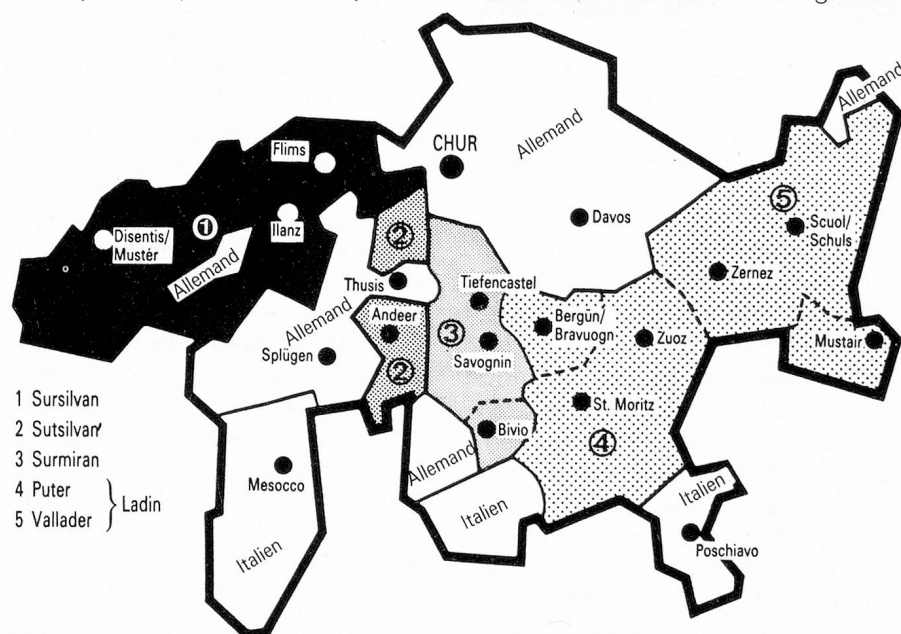 Allemand
Allemand
Flims
CHUR
5
2
Davos
Scuol/
Schuls
Disentis/
Mustér
1
Ilanz
Allemand
Zernez
Thusis
Tiefencastel
Allemand
Andeer
3
Bergün/
Bravuogn
Zuoz
Mustair
Splügen
2
Savognin
1 Sursilvan
2 Sutsilvan
3 Surmiran
4 Puter
5 Vallader
Ladin
St. Moritz
Bivio
4
Allemand
Mesocco
Italien
Italien
Italien
Poschiavo